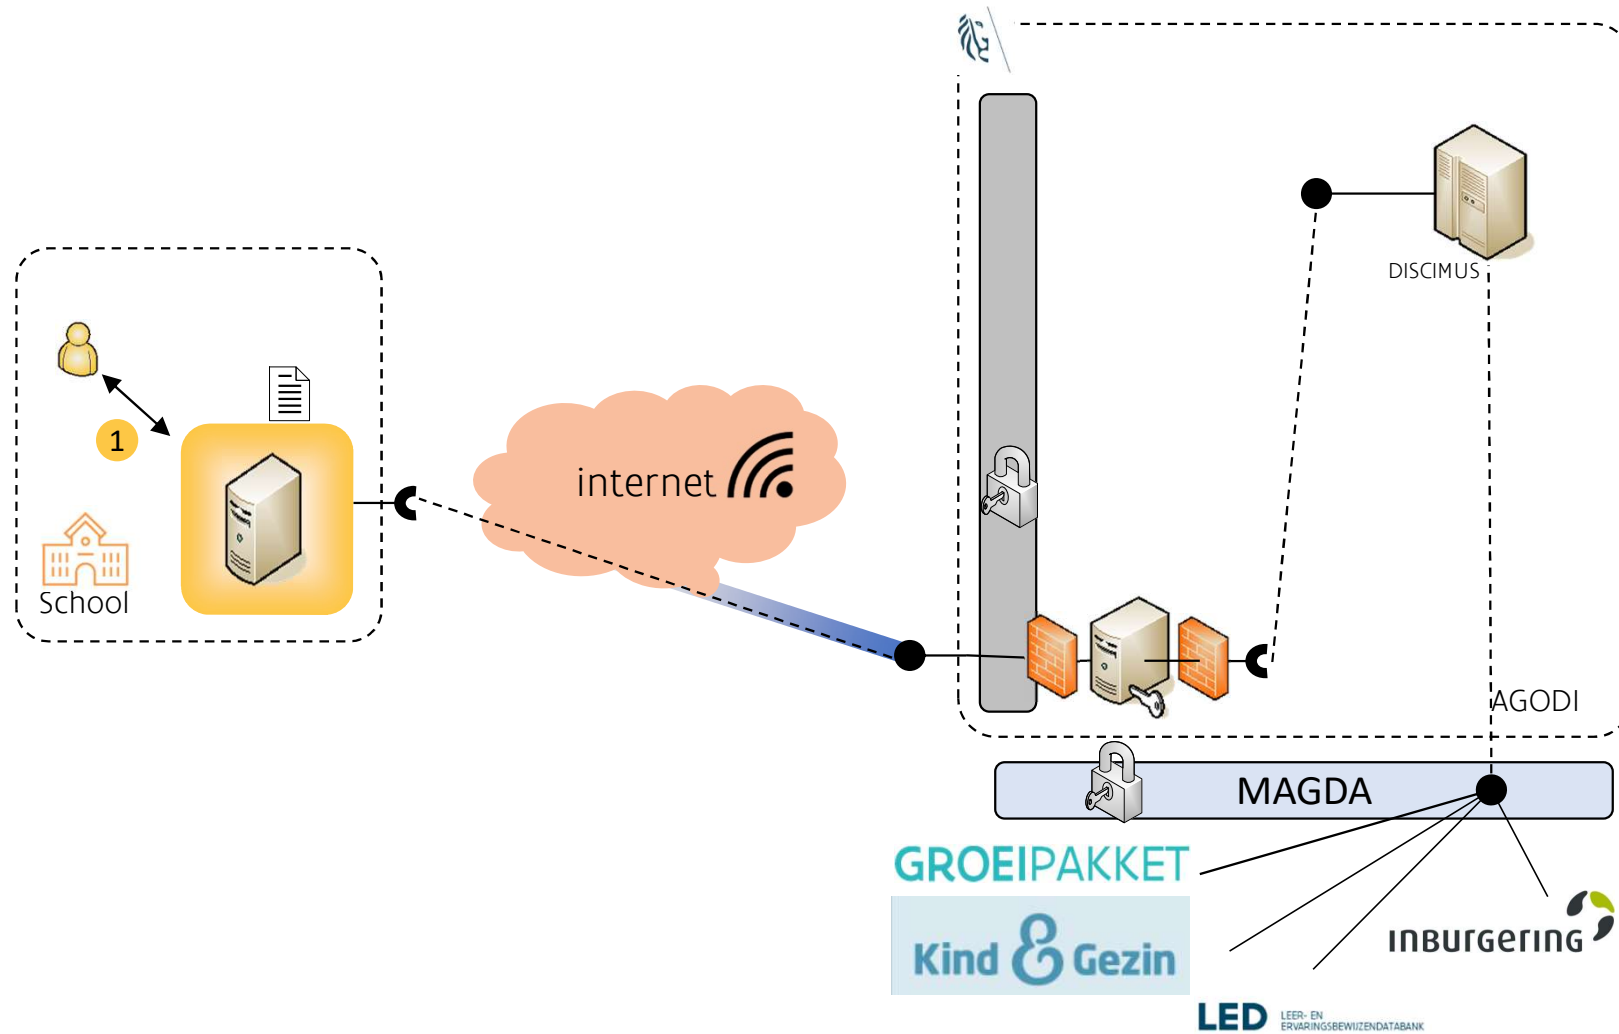 DISCIMUS
1
internet
School
AGODI
MAGDA
GROEIPAKKET
Kind & Gezin
INBURGERING
LED LEER- EN
ERVARINGSBEWIJZENDATABANK